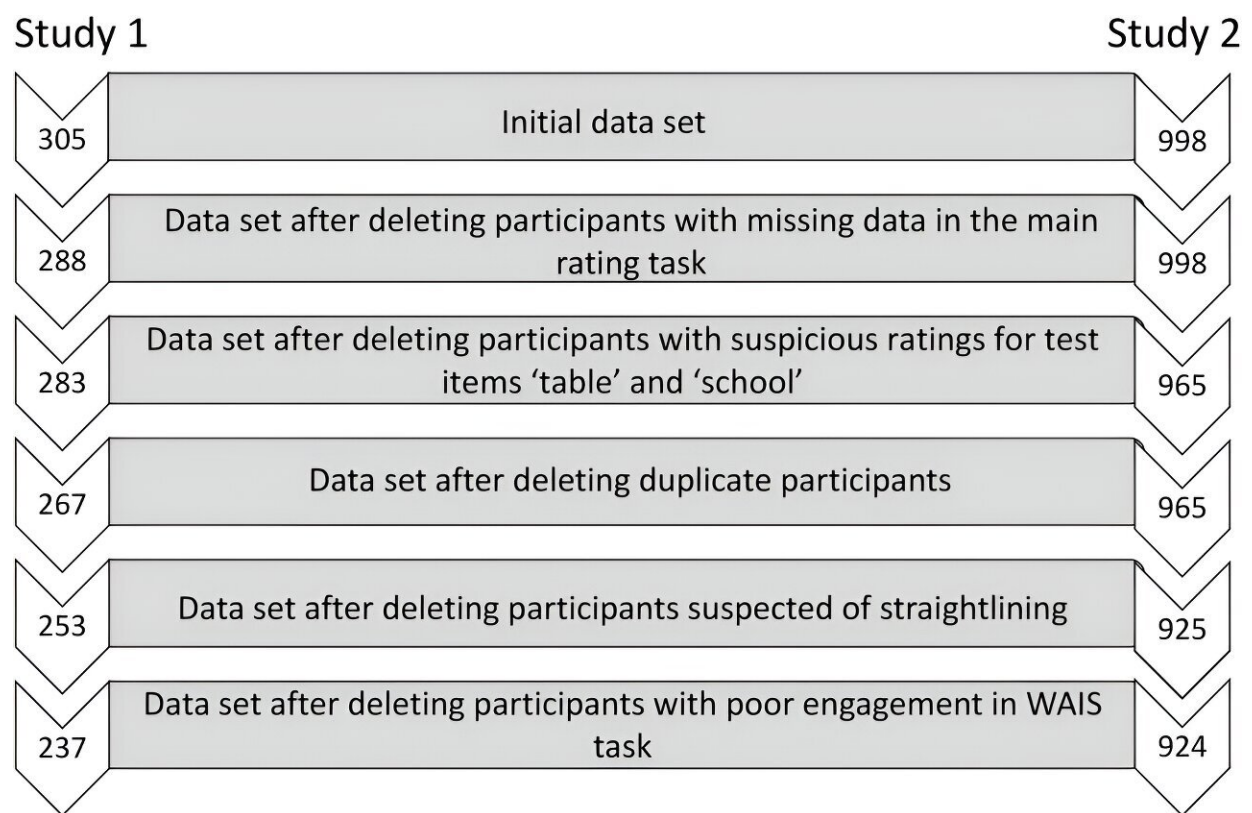 Study 1
Study 2
Initial data set
305
998
Data set after deleting participants with missing data in the main
rating task
288
998
Data set after deleting participants with suspicious ratings for test
items ‘table’ and ‘school’
283
965
Data set after deleting duplicate participants
267
965
Data set after deleting participants suspected of straightlining
253
925
Data set after deleting participants with poor engagement in WAIS
task
237
924